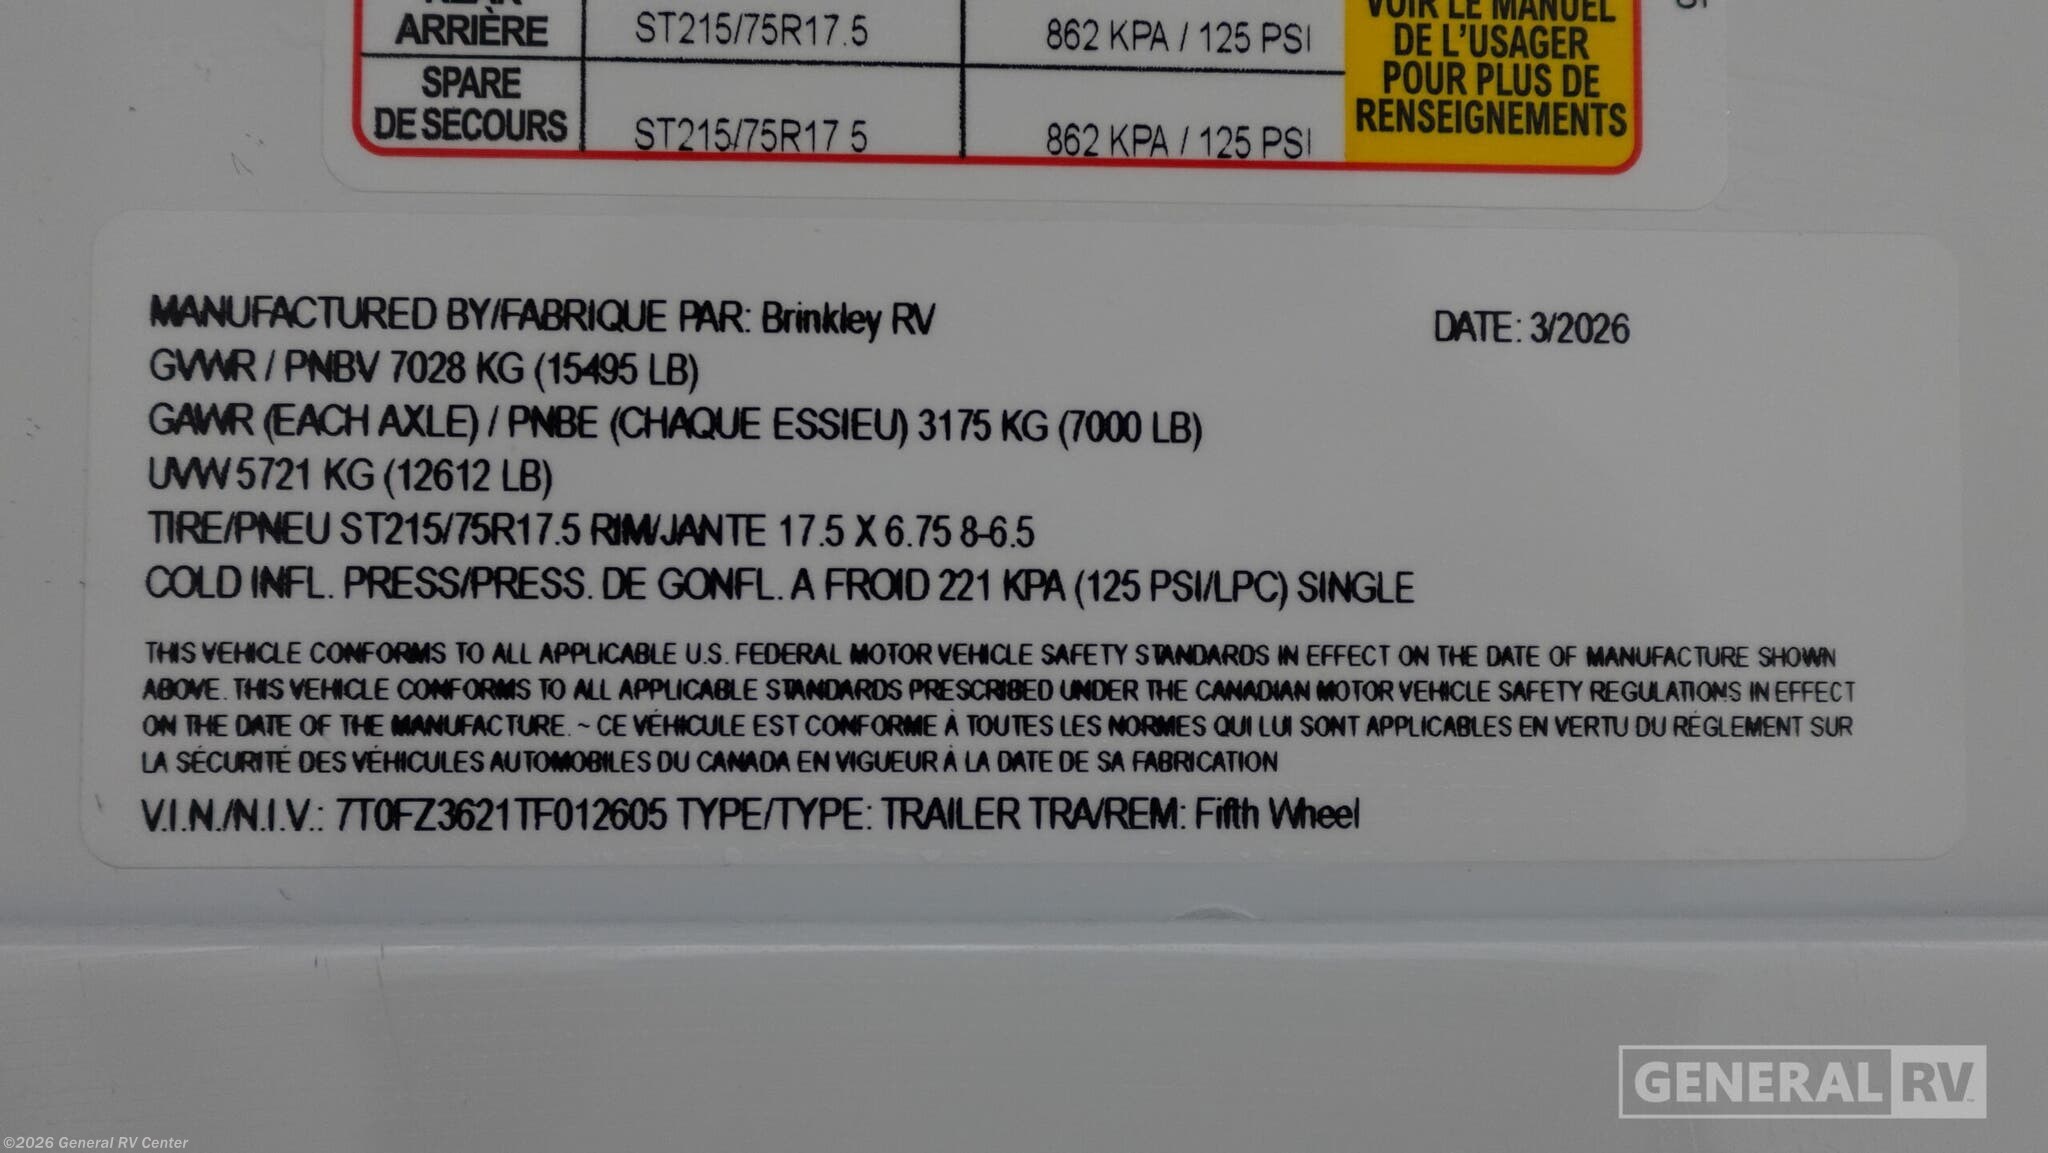 ARRIÈRE ST215/75R17.5 862 KPA / 125 PSI
SPARE
DE SECOURS ST215/75R17 5 862 KPA / 125 PSI
VOIR LE MANUEL
DE L'USAGER
POUR PLUS DE
RENSEIGNEMENTS
MANUFACTURED BY/FABRIQUE PAR: Brinkley RV DATE: 3/2026
GVWR / PNBV 7028 KG (15495 LB)
GAWR (EACH AXLE) / PNBE (CHAQUE ESSIEU) 3175 KG (7000 LB)
UVW 5721 KG (12612 LB)
TIRE/PNEU ST215/75R17.5 RIM/JANTE 17.5 X 6.75 8-6.5
COLD INFL. PRESS/PRESS. DE GONFL. A FROID 221 KPA (125 PSI/LPC) SINGLE
THIS VEHICLE CONFORMS TO ALL APPLICABLE U.S. FEDERAL MOTOR VEHICLE SAFETY STANDARDS IN EFFECT ON THE DATE OF MANUFACTURE SHOWN
ABOVE. THIS VEHICLE CONFORMS TO ALL APPLICABLE STANDARDS PRESCRIBED UNDER THE CANADIAN MOTOR VEHICLE SAFETY REGULATIONS IN EFFECT
ON THE DATE OF THE MANUFACTURE. ~ CE VÉHICULE EST CONFORME À TOUTES LES NORMES QUI LUI SONT APPLICABLES EN VERTU DU RÉGLEMENT SUR
LA SÉCURITÉ DES VÉHICULES AUTOMOBILES DU CANADA EN VIGUEUR À LA DATE DE SA FABRICATION
V.I.N./N.I.V.: 7T0FZ3621TF012605 TYPE/TYPE: TRAILER TRA/REM: Fifth Wheel
GENERAL RV
©2026 General RV Center